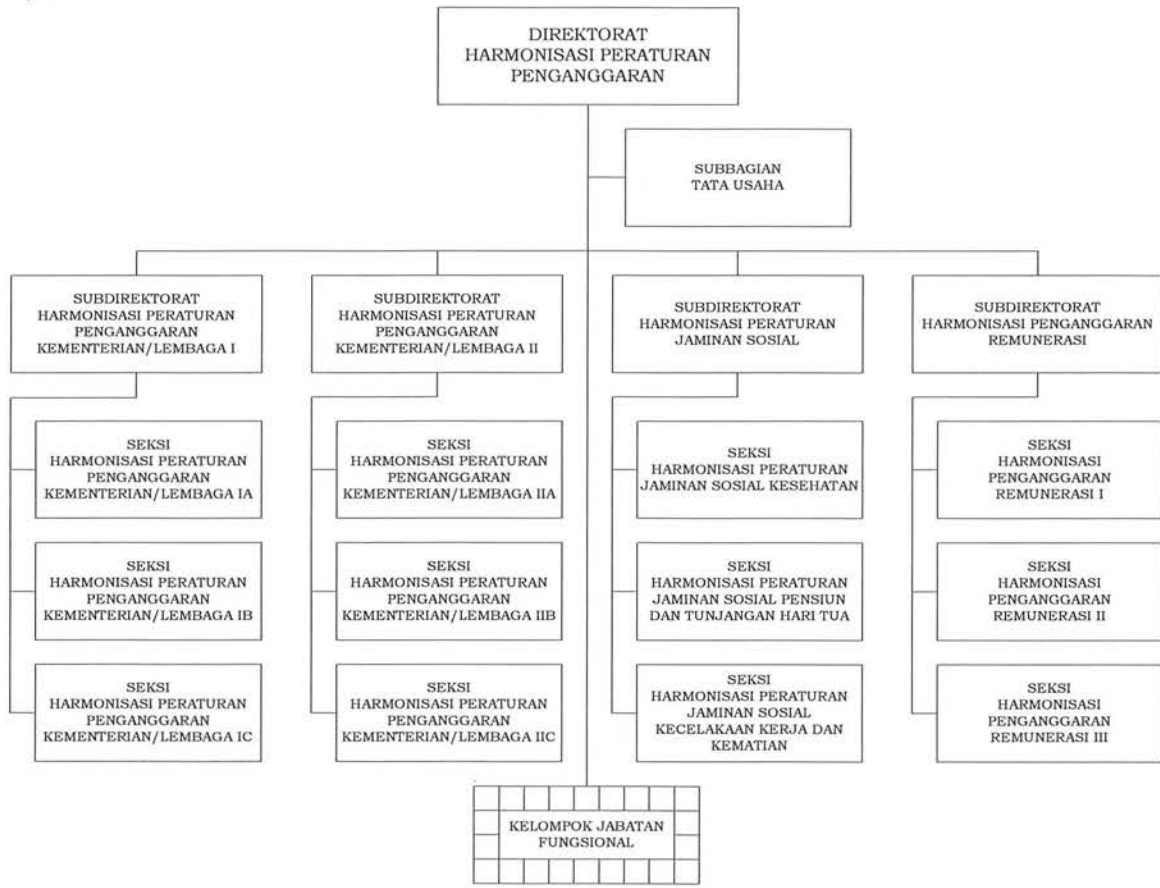 DIREKTORAT
HARMONISASI PERATURAN
PENGANGGARAN
SUBBAGIAN
TATA USAHA
SUBDIREKTORAT
HARMONISASI PERATURAN
PENGANGGARAN
KEMENTERIAN/LEMBAGA I
SUBDIREKTORAT
HARMONISASI PERATURAN
PENGANGGARAN
KEMENTERIAN/LEMBAGA II
SUBDIREKTORAT
HARMONISASI PERATURAN
JAMINAN SOSIAL
SUBDIREKTORAT
HARMONISASI PENGANGGARAN
REMUNERASI
SEKSI
HARMONISASI PERATURAN
PENGANGGARAN
KEMENTERIAN/LEMBAGA IA
SEKSI
HARMONISASI PERATURAN
PENGANGGARAN
KEMENTERIAN/LEMBAGA IIA
SEKSI
HARMONISASI PERATURAN
JAMINAN SOSIAL KESEHATAN
SEKSI
HARMONISASI
PENGANGGARAN
REMUNERASI I
SEKSI
HARMONISASI PERATURAN
PENGANGGARAN
KEMENTERIAN/LEMBAGA IB
SEKSI
HARMONISASI PERATURAN
PENGANGGARAN
KEMENTERIAN/LEMBAGA IIB
SEKSI
HARMONISASI PERATURAN
JAMINAN SOSIAL PENSIUN
DAN TUNJANGAN HARI TUA
SEKSI
HARMONISASI
PENGANGGARAN
REMUNERASI II
SEKSI
HARMONISASI PERATURAN
PENGANGGARAN
KEMENTERIAN/LEMBAGA IC
SEKSI
HARMONISASI PERATURAN
PENGANGGARAN
KEMENTERIAN/LEMBAGA IIC
SEKSI
HARMONISASI PERATURAN
JAMINAN SOSIAL
KECELAKAAN KERJA DAN
KEMATIAN
SEKSI
HARMONISASI
PENGANGGARAN
REMUNERASI III
KELOMPOK JABATAN
FUNGSIONAL